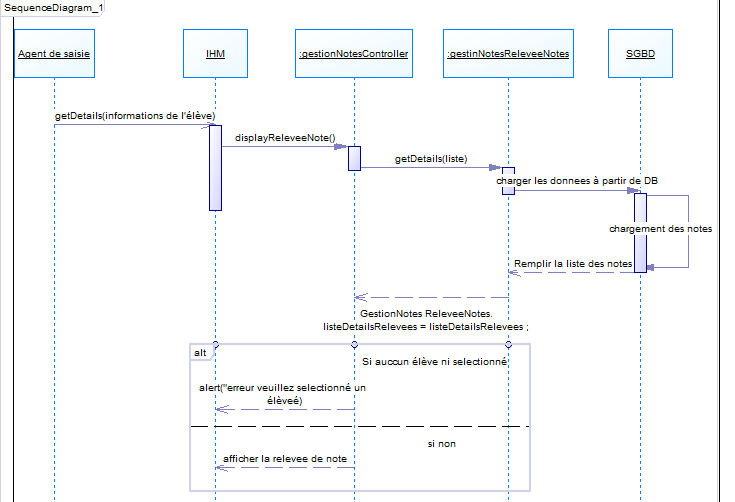 SequenceDiagram_1
Agent de saisie
IHM
:gestionNotesController
:gestinNotesReleveeNotes
SGBD
getDetails(informations de l'élève)
displayReleveeNote()
getDetails(liste)
charger les donnees à partir de DB
chargement des notes
Remplir la liste des notes
GestionNotes ReleveeNotes.
listeDetailsRelevees = listeDetailsRelevees ;
alt
Si auccun élève ni selectionné
alert("erreur veuillez selectionné un
élèveé)
si non
afficher la relevee de note